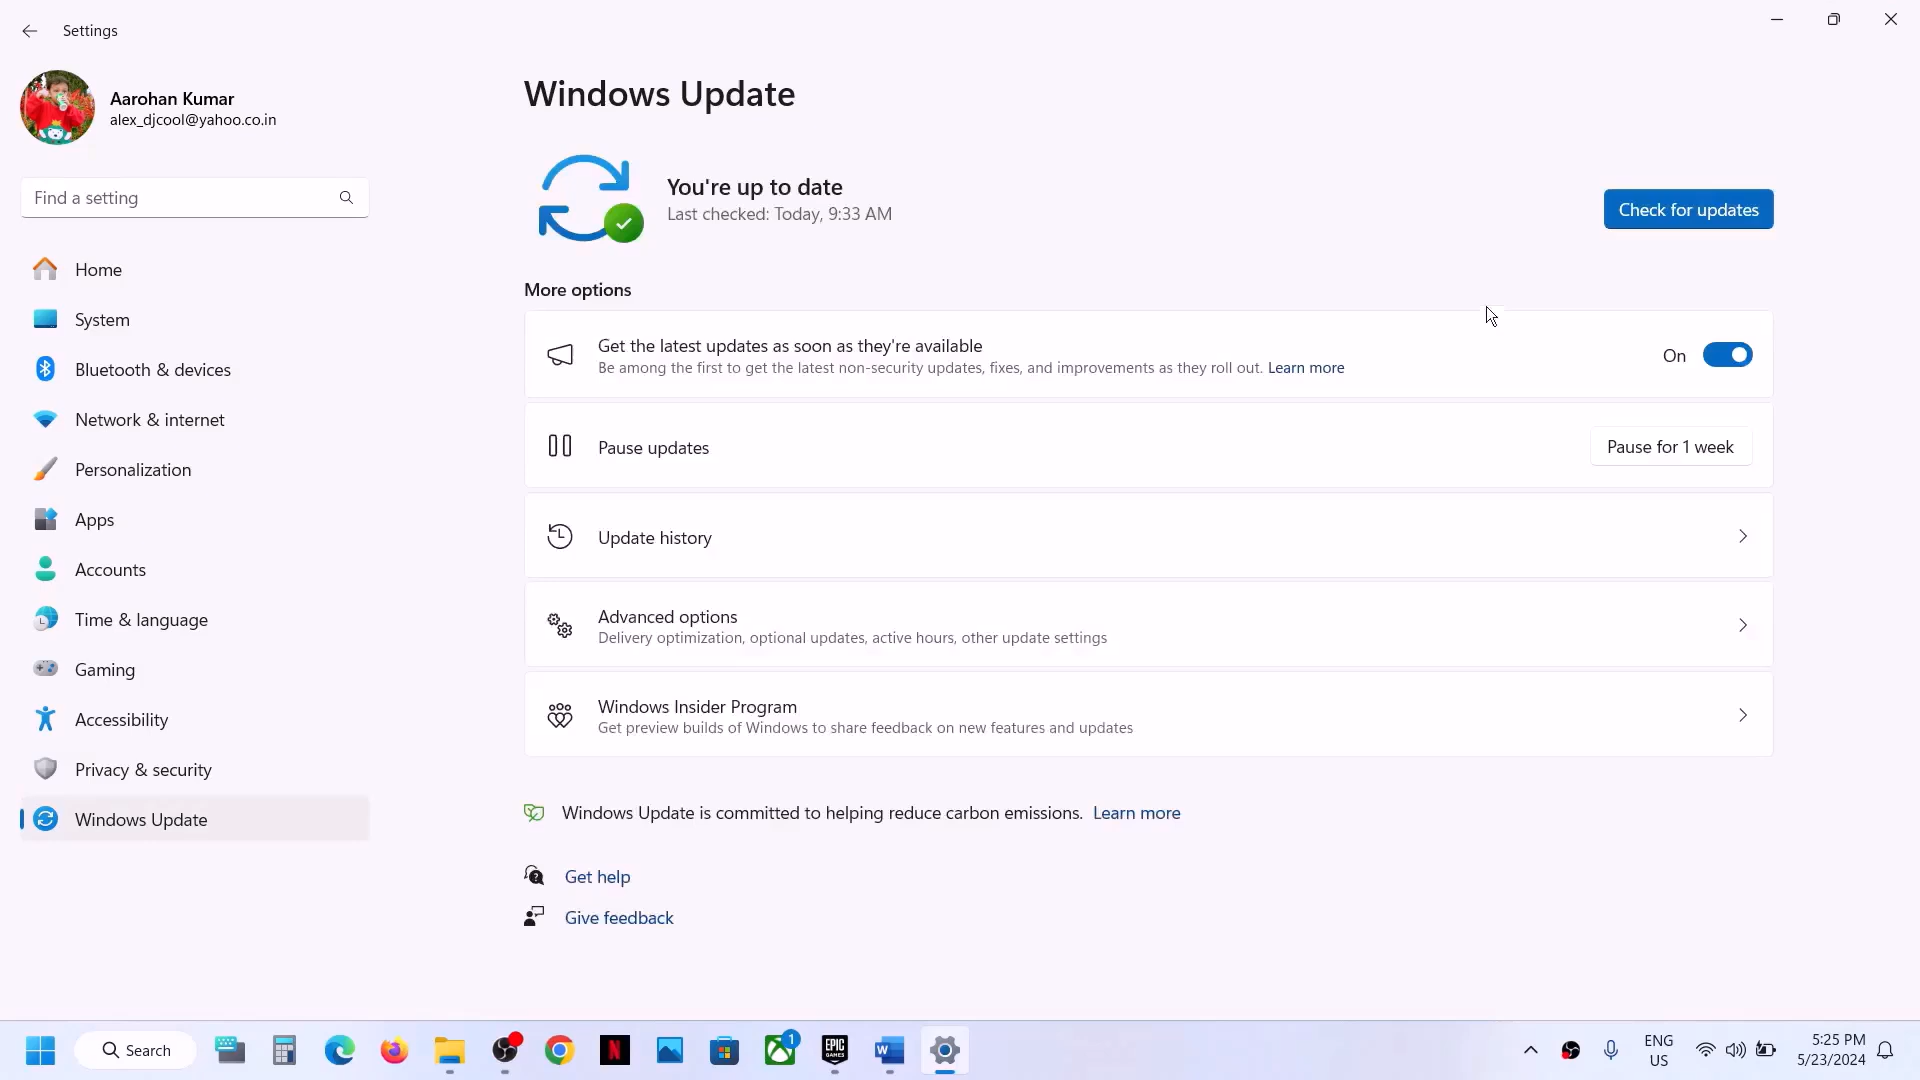 Settings
Aarohan Kumar
alex_djcool@yahoo.co.in
Find a setting
Home
System
Bluetooth & devices
Network & internet
Personalization
Apps
Accounts
Time & language
Gaming
Accessibility
Privacy & security
Windows Update
Windows Update
You're up to date
Last checked: Today, 9:33 AM
Check for updates
More options
Get the latest updates as soon as they're available
Be among the first to get the latest non-security updates, fixes, and improvements as they roll out. Learn more
On
Pause updates
Pause for 1 week
Update history
Advanced options
Delivery optimization, optional updates, active hours, other update settings
Windows Insider Program
Get preview builds of Windows to share feedback on new features and updates
Windows Update is committed to helping reduce carbon emissions. Learn more
Get help
Give feedback
Search
N
1
EPIC
GAMES
W
ENG
US
5:25 PM
5/23/2024